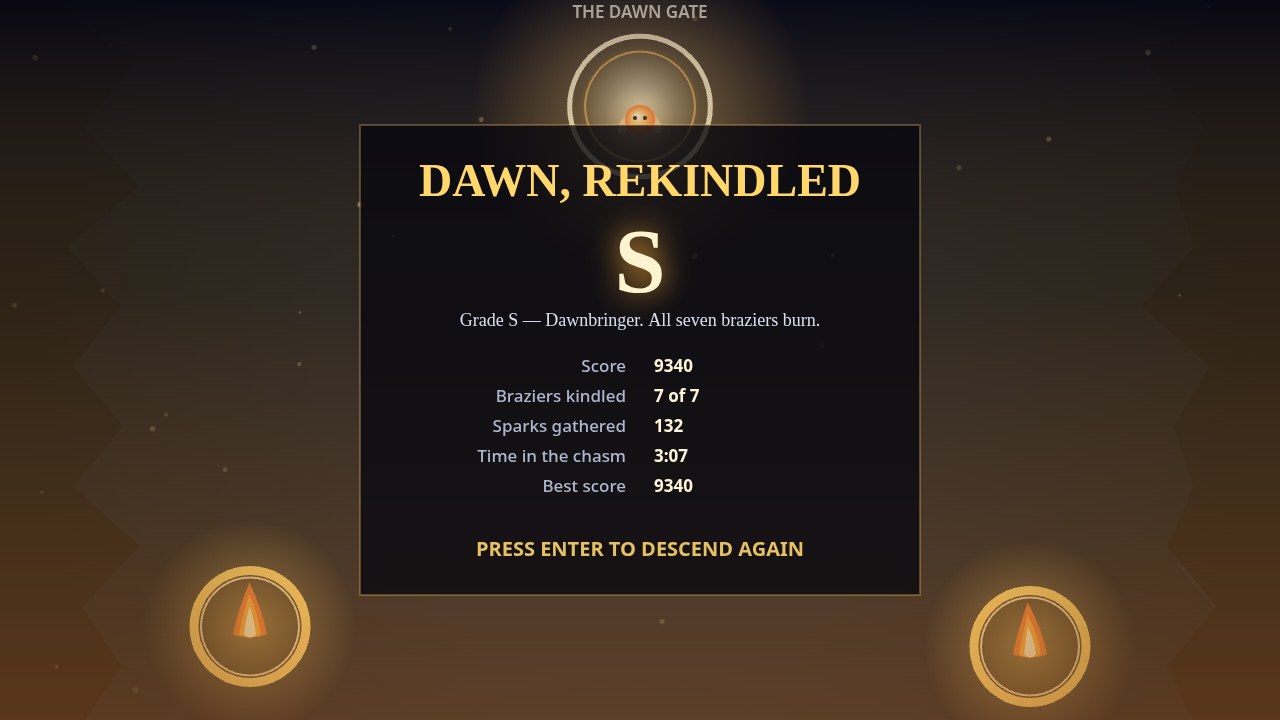 THE DAWN GATE
DAWN, REKINDLED
S
Grade S — Dawnbringer. All seven braziers burn.
Score 9340
Braziers kindled 7 of 7
Sparks gathered 132
Time in the chasm 3:07
Best score 9340
PRESS ENTER TO DESCEND AGAIN